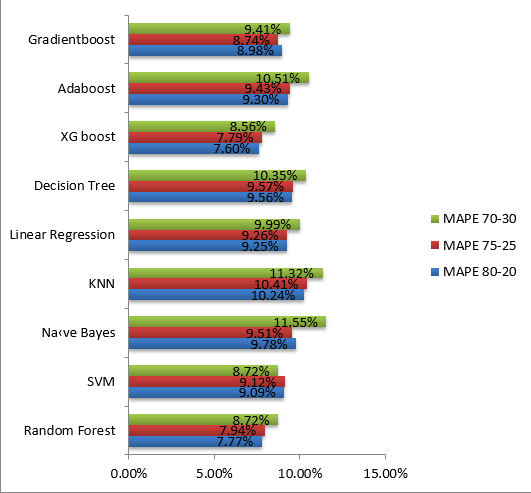 Gradientboost
9.41%
8.74%
8.98%
Adaboost
10.51%
9.43%
9.30%
XG boost
8.56%
7.79%
7.60%
Decision Tree
10.35%
9.57%
9.56%
Linear Regression
9.99%
9.26%
9.25%
KNN
11.32%
10.41%
10.24%
Na‹ve Bayes
11.55%
9.51%
9.78%
SVM
8.72%
9.12%
9.09%
Random Forest
8.72%
7.94%
7.77%
0.00%
5.00%
10.00%
15.00%
MAPE 70-30
MAPE 75-25
MAPE 80-20